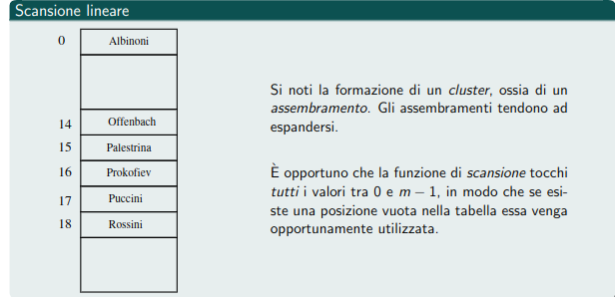 Scansione lineare
0 Albinoni
14 Offenbach
15 Palestrina
16 Prokofiev
17 Puccini
18 Rossini
Si noti la formazione di un cluster, ossia di un
assembramento. Gli assembramenti tendono ad
espandersi.
È opportuno che la funzione di scansione tocchi
tutti i valori tra 0 e m − 1, in modo che se esi-
ste una posizione vuota nella tabella essa venga
opportunamente utilizzata.